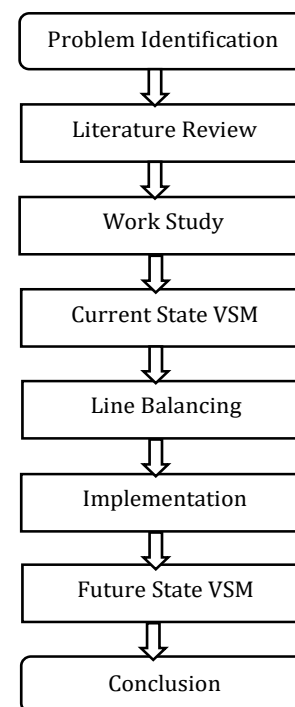 Problem Identification
Literature Review
Work Study
Current State VSM
Line Balancing
Implementation
Future State VSM
Conclusion